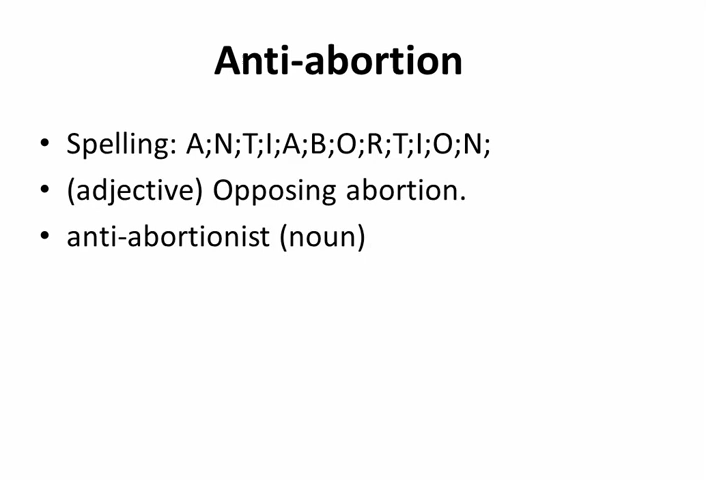 Anti-abortion
• Spelling: A;N;T;I;A;B;O;R;T;I;O;N;
• (adjective) Opposing abortion.
• anti-abortionist (noun)